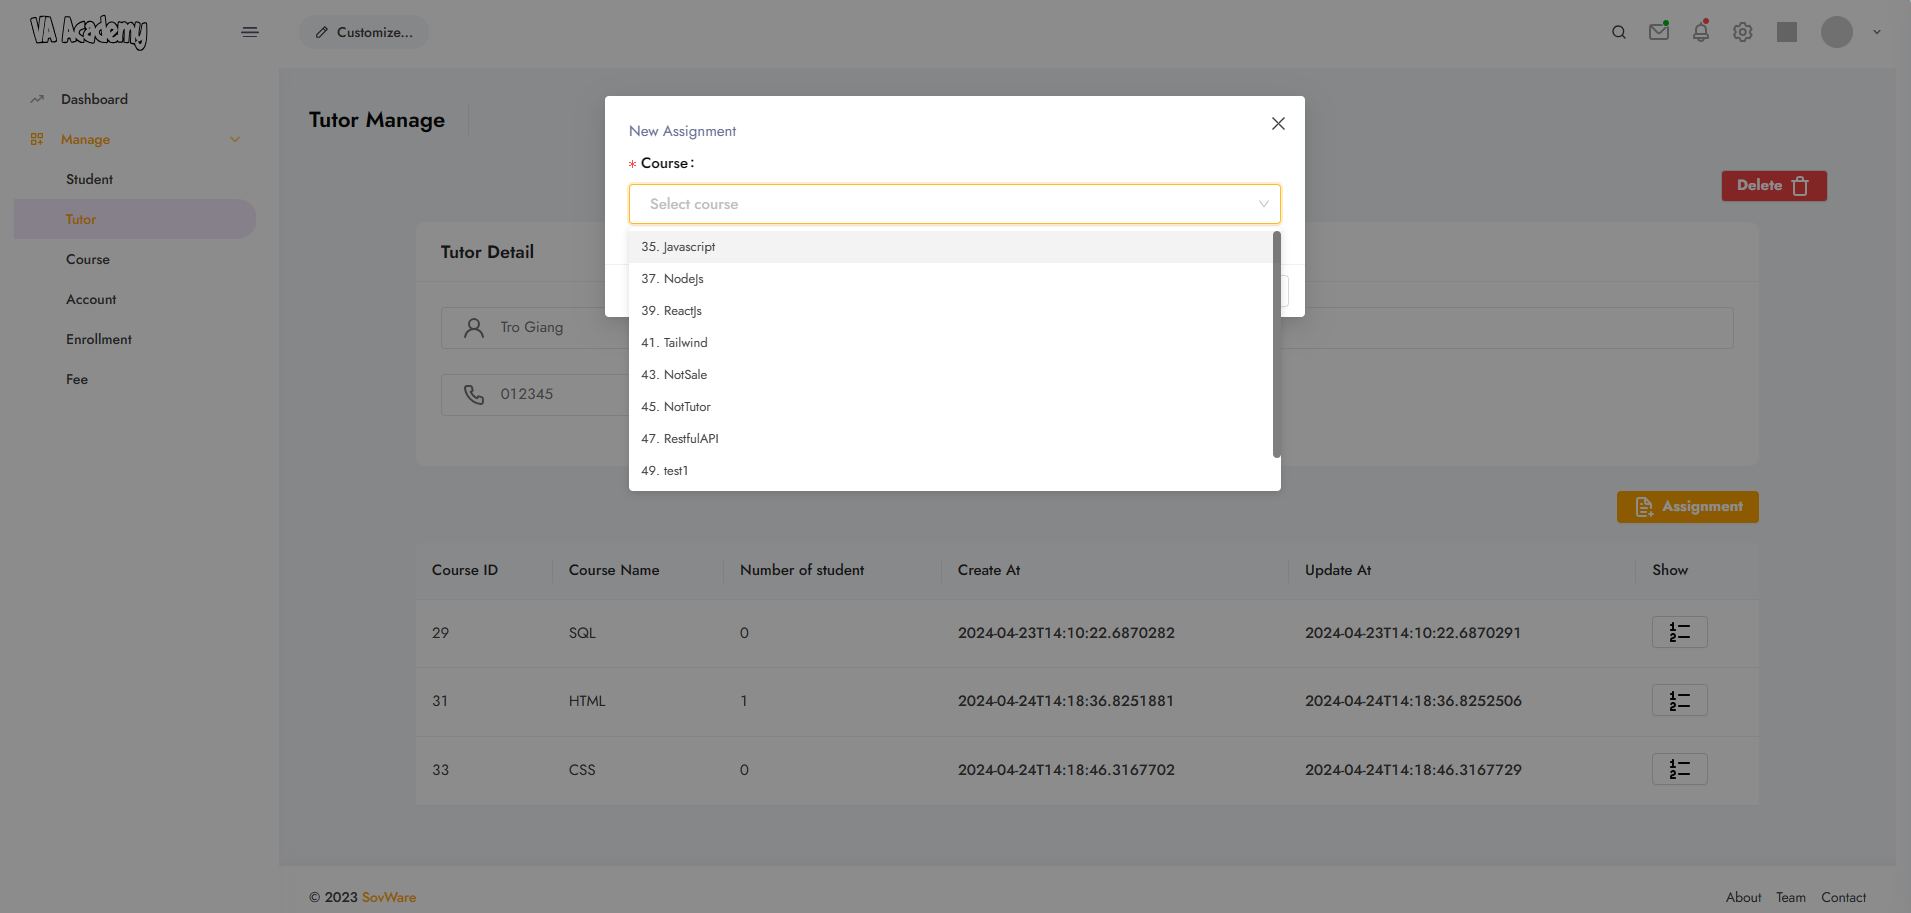 VA Academy
Customize...
Dashboard
Manage
Student
Tutor
Course
Account
Enrollment
Fee
Tutor Manage
New Assignment
* Course:
Select course
35. Javascript
37. NodeJs
39. ReactJs
41. Tailwind
43. NotSale
45. NotTutor
47. RestfulAPI
49. test1
Delete
Tutor Detail
Tro Giang
012345
Assignment
Course ID Course Name Number of student Create At Update At Show
29 SQL 0 2024-04-23T14:10:22.6870282 2024-04-23T14:10:22.6870291
31 HTML 1 2024-04-24T14:18:36.8251881 2024-04-24T14:18:36.8252506
33 CSS 0 2024-04-24T14:18:46.3167702 2024-04-24T14:18:46.3167729
© 2023 SovWare
About Team Contact